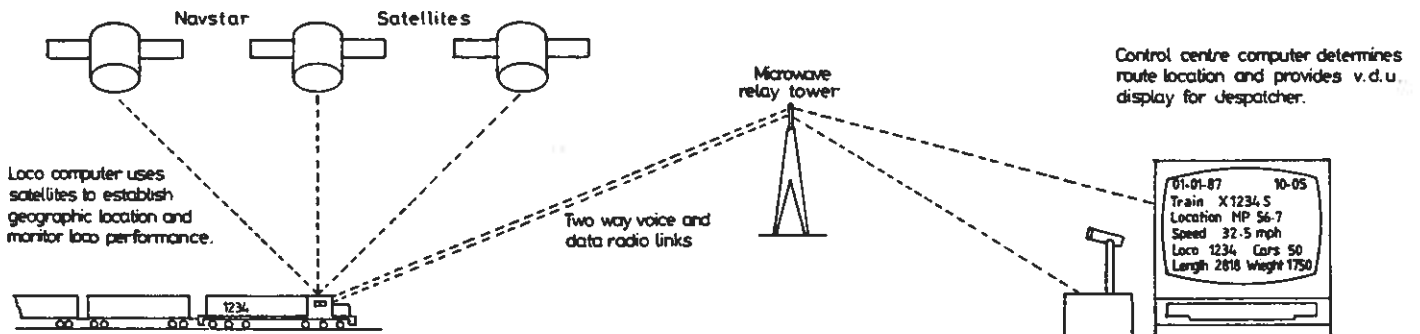 Navstar Satellites
Control centre computer determines
route location and provides v.d.u.
display for despatcher.
Microwave
relay tower
Loco computer uses
satellites to establish
geographic location and
monitor loco performance.
Two way voice and
data radio links
01-01-87 10-05
Train X1234 S
Location MP 56-7
Speed 32·5 mph
Loco 1234 Cars 50
Length 2818 Wieght 1750
1234